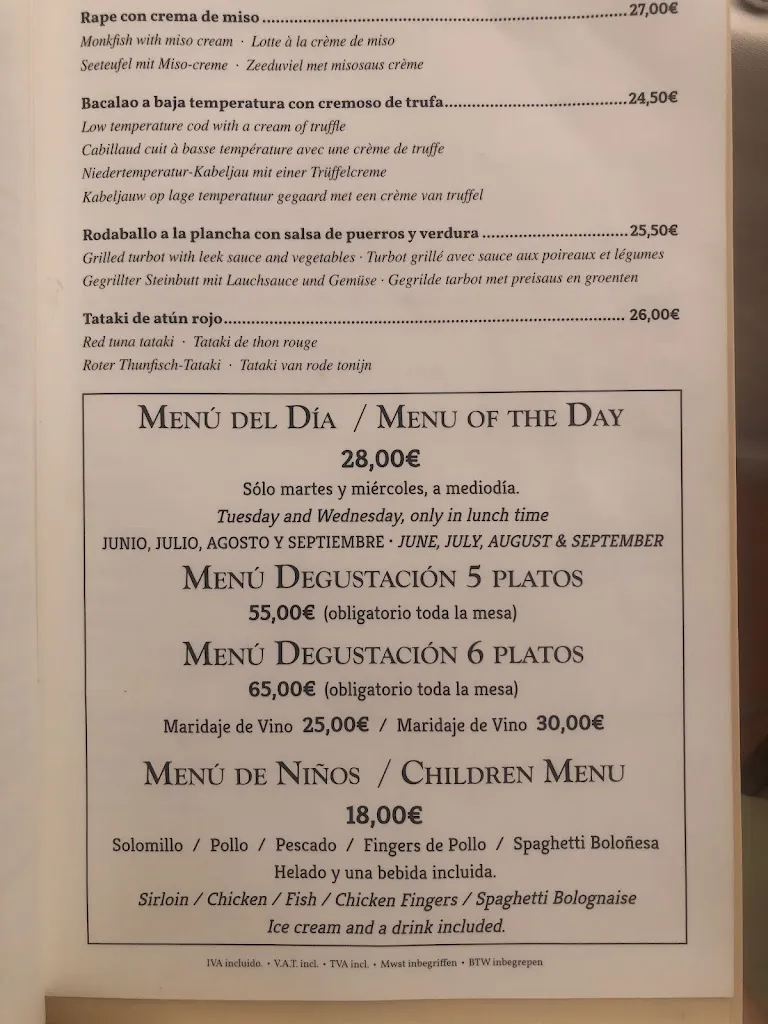 Rape con crema de miso........................................27,00€
Monkfish with miso cream · Lotte à la crème de miso
Seeteufel mit Miso-creme · Zeeduviel met misosaus crème
Bacalao a baja temperatura con cremoso de trufa........................................24,50€
Low temperature cod with a cream of truffle
Cabillaud cuit à basse température avec une crème de truffe
Niedertemperatur-Kabeljau mit einer Trüffelcreme
Kabeljauw op lage temperatuur gegaard met een crème van truffel
Rodaballo a la plancha con salsa de puerros y verdura........................................25,50€
Grilled turbot with leek sauce and vegetables · Turbot grillé avec sauce aux poireaux et légumes
Gegrillter Steinbutt mit Lauchsauce und Gemüse · Gegrilde tarbot met preisaus en groenten
Tataki de atún rojo........................................26,00€
Red tuna tataki · Tataki de thon rouge
Roter Thunfisch-Tataki · Tataki van rode tonijn
Menú del Día / Menu of the Day
28,00€
Sólo martes y miércoles, a mediodía.
Tuesday and Wednesday, only in lunch time
JUNIO, JULIO, AGOSTO Y SEPTIEMBRE · JUNE, JULY, AUGUST & SEPTEMBER
Menú Degustación 5 platos
55,00€ (obligatorio toda la mesa)
Menú Degustación 6 platos
65,00€ (obligatorio toda la mesa)
Maridaje de Vino 25,00€ / Maridaje de Vino 30,00€
Menú de Niños / Children Menu
18,00€
Solomillo / Pollo / Pescado / Fingers de Pollo / Spaghetti Boloñesa
Helado y una bebida incluida.
Sirloin / Chicken / Fish / Chicken Fingers / Spaghetti Bolognaise
Ice cream and a drink included.
IVA incluido. • V.A.T. incl. • TVA incl. • Mwst inbegriffen • BTW inbegrepen